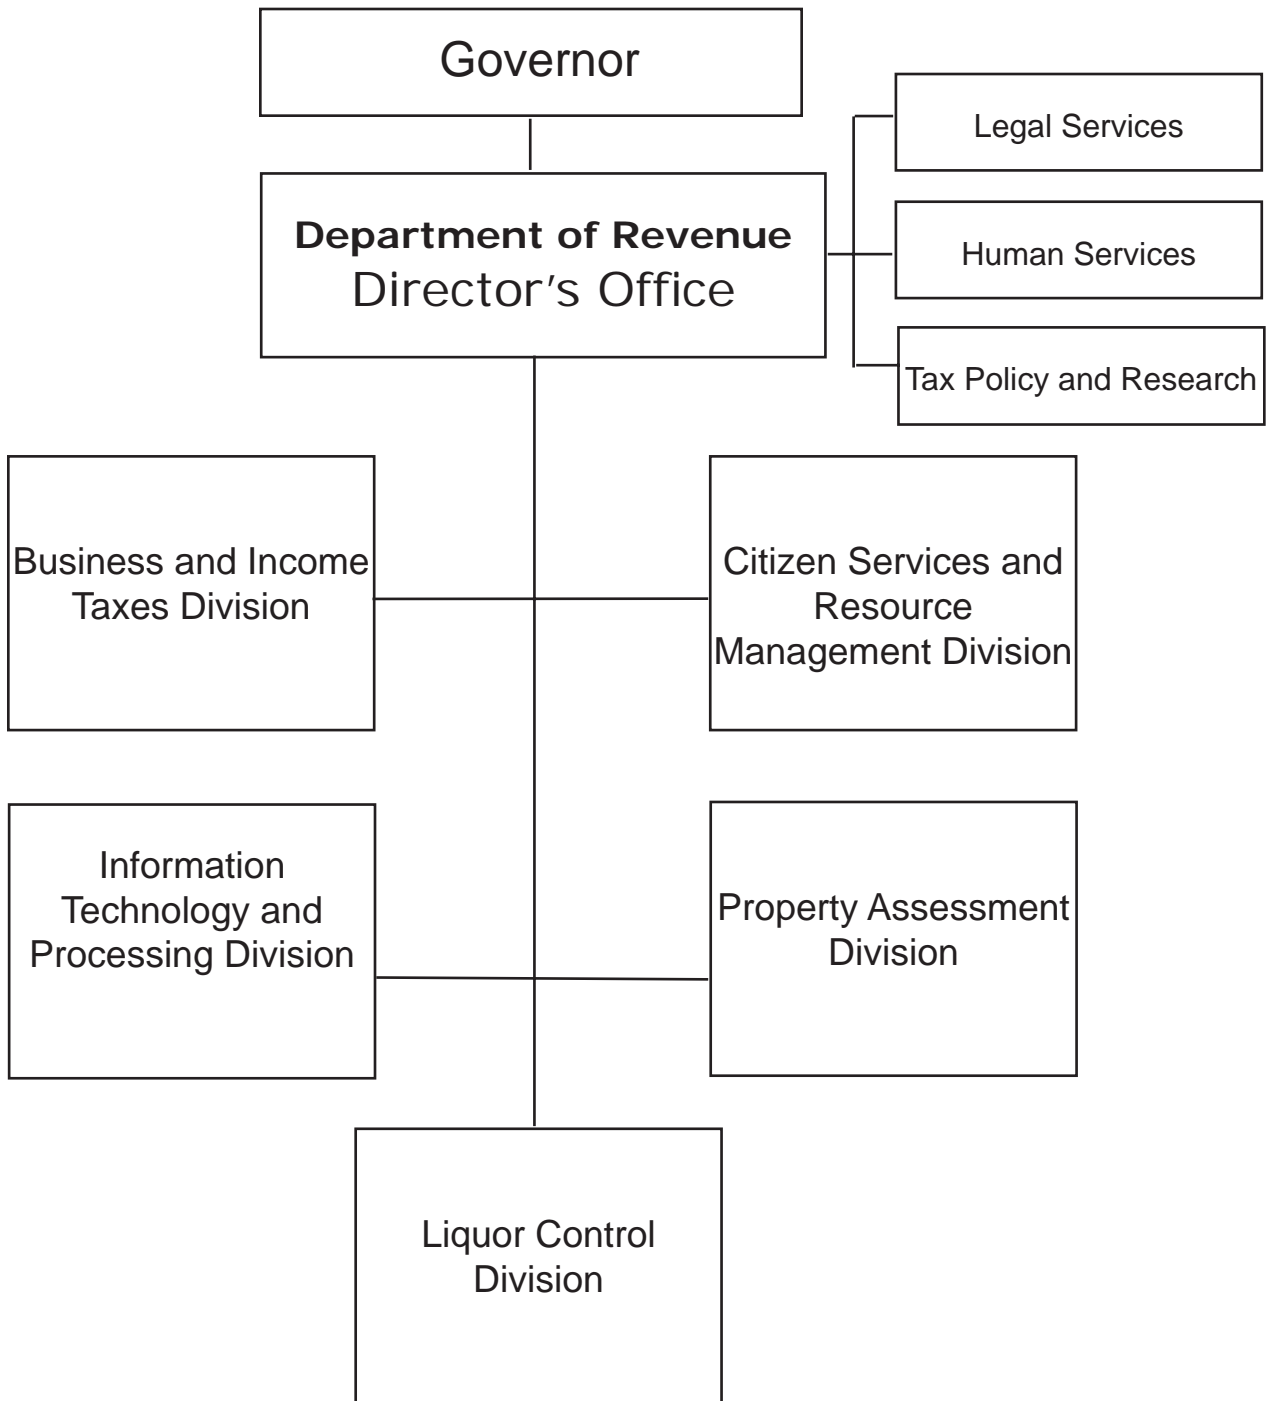 Governor
Legal Services
Department of Revenue
Director's Office
Human Services
Tax Policy and Research
Business and Income
Taxes Division
Citizen Services and
Resource
Management Division
Information
Technology and
Processing Division
Property Assessment
Division
Liquor Control
Division